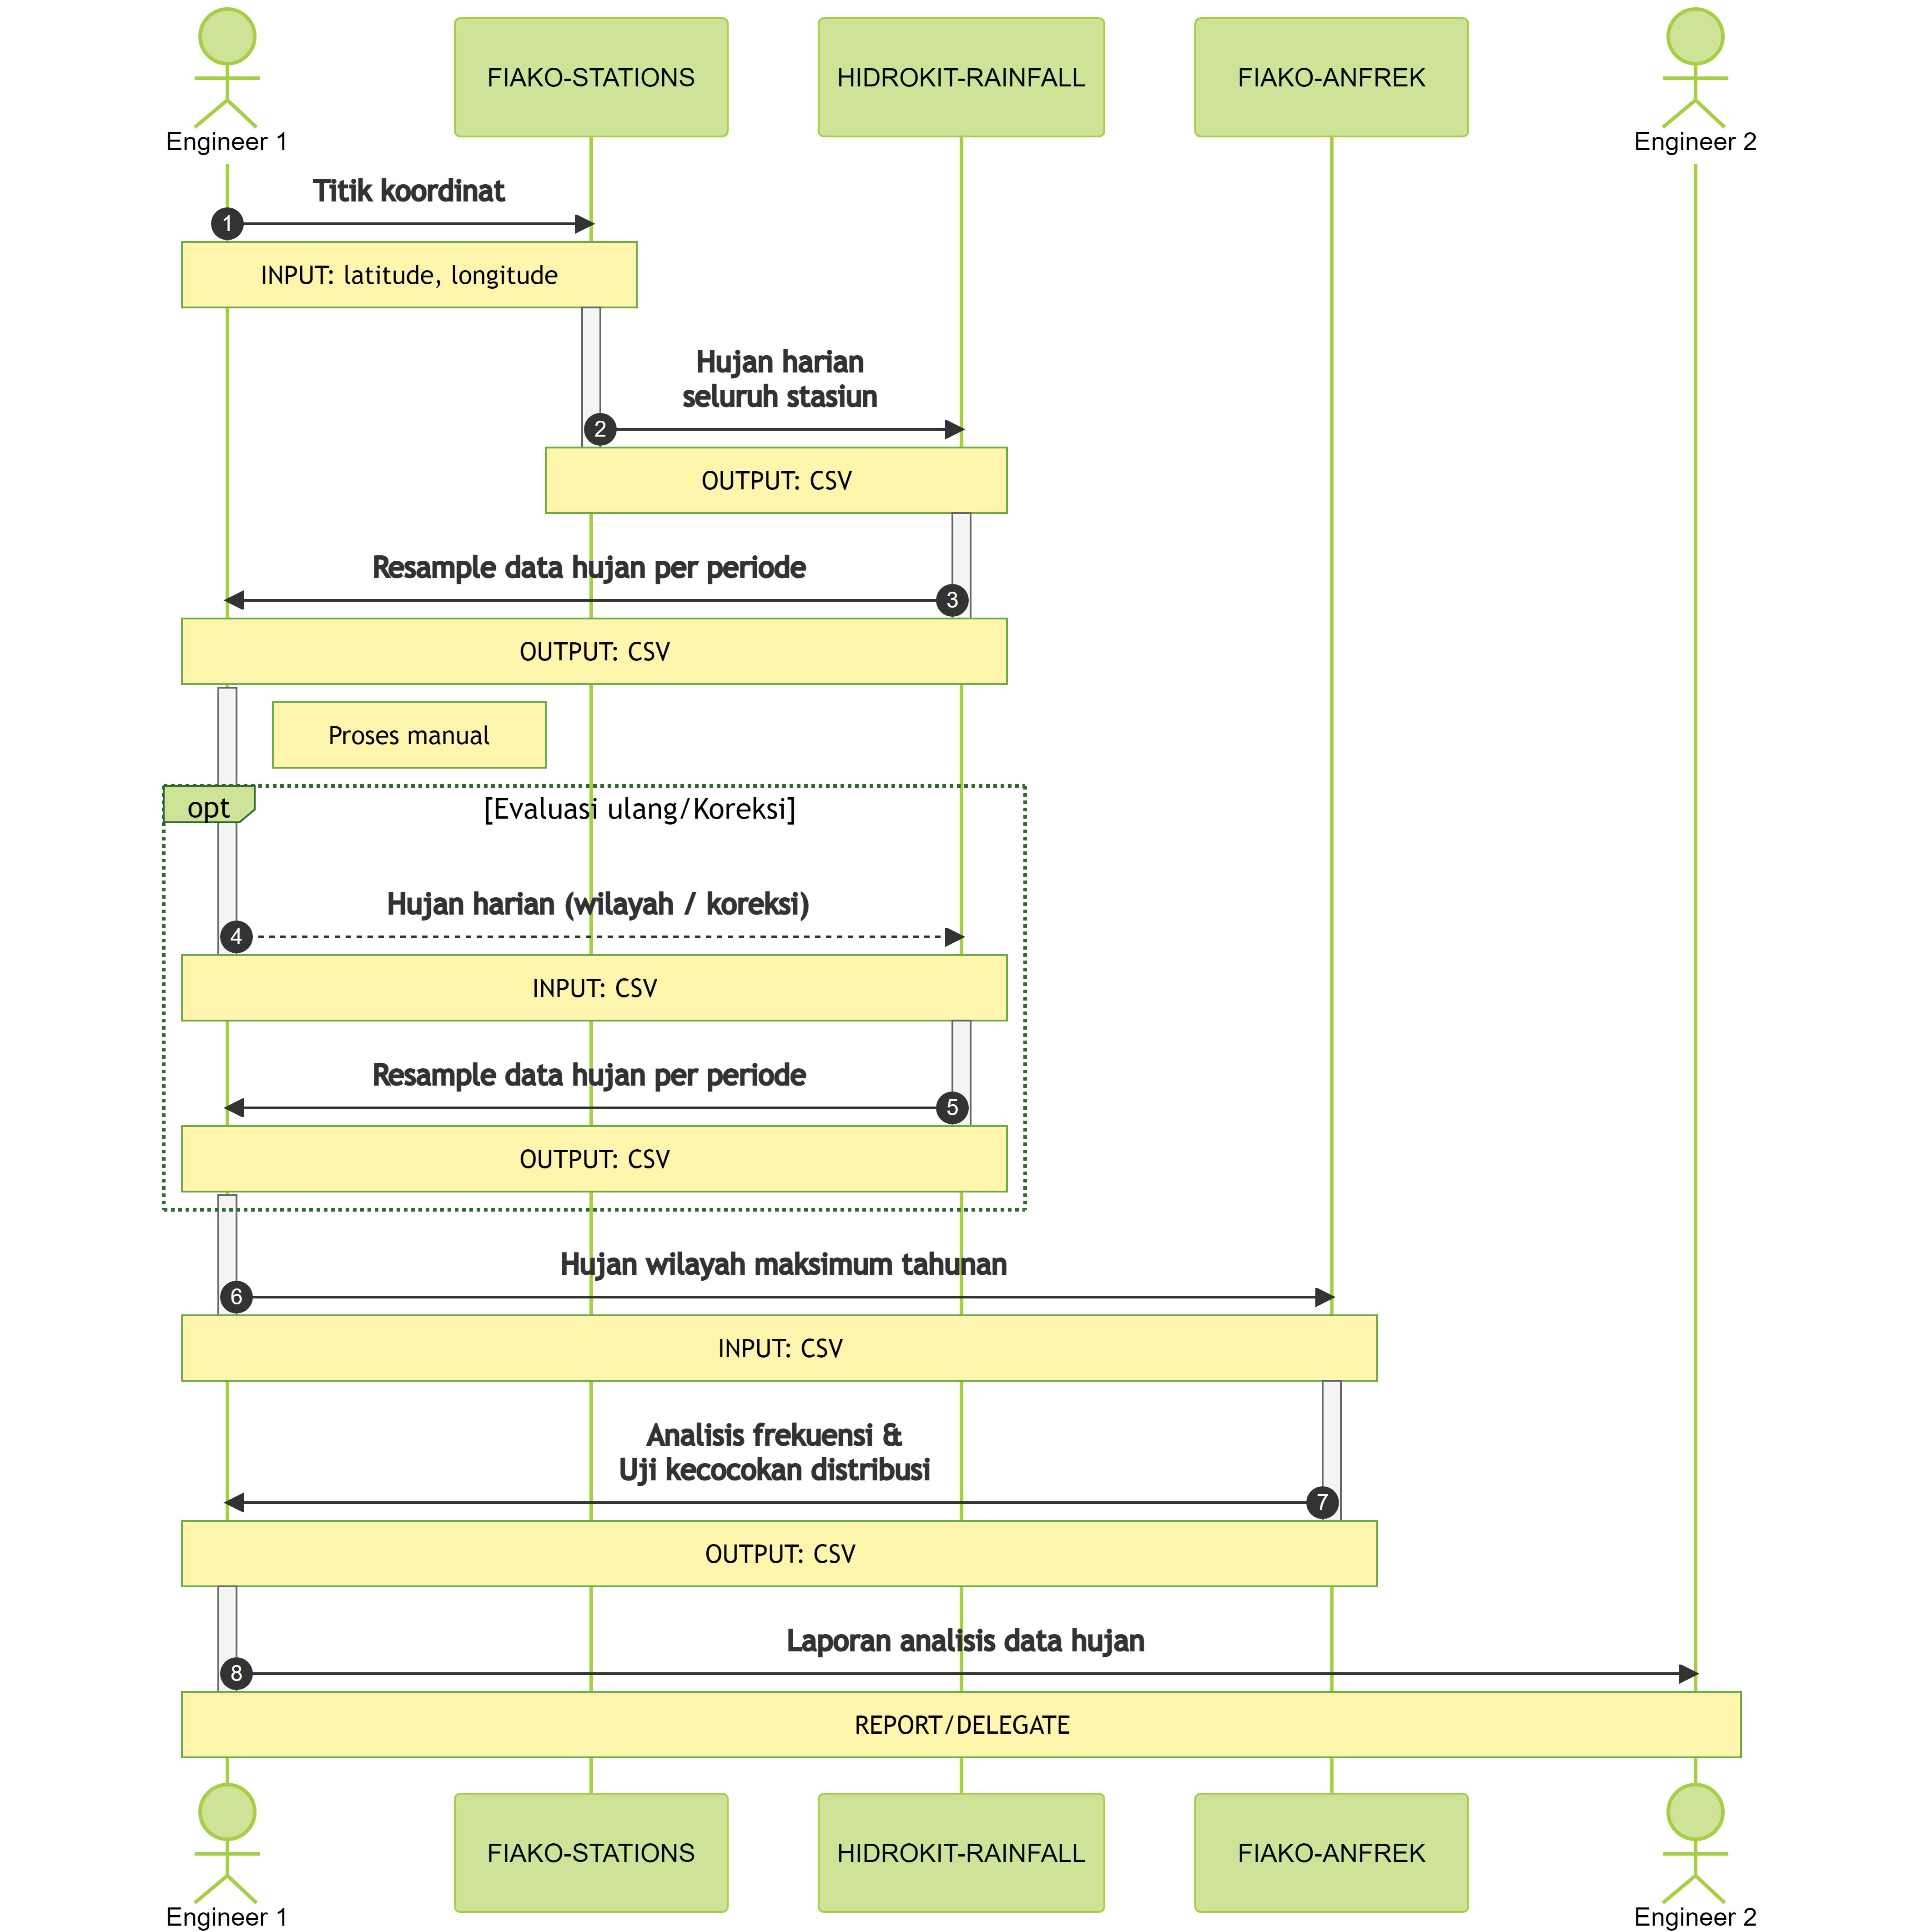 Engineer 1
FIAKO-STATIONS
HIDROKIT-RAINFALL
FIAKO-ANFREK
Engineer 2
Titik koordinat
1
INPUT: latitude, longitude
Hujan harian
seluruh stasiun
2
OUTPUT: CSV
Resample data hujan per periode
3
OUTPUT: CSV
Proses manual
opt
[Evaluasi ulang/Koreksi]
Hujan harian (wilayah / koreksi)
4
INPUT: CSV
Resample data hujan per periode
5
OUTPUT: CSV
Hujan wilayah maksimum tahunan
6
INPUT: CSV
Analisis frekuensi &
Uji kecocokan distribusi
7
OUTPUT: CSV
Laporan analisis data hujan
8
REPORT/DELEGATE
Engineer 1
FIAKO-STATIONS
HIDROKIT-RAINFALL
FIAKO-ANFREK
Engineer 2